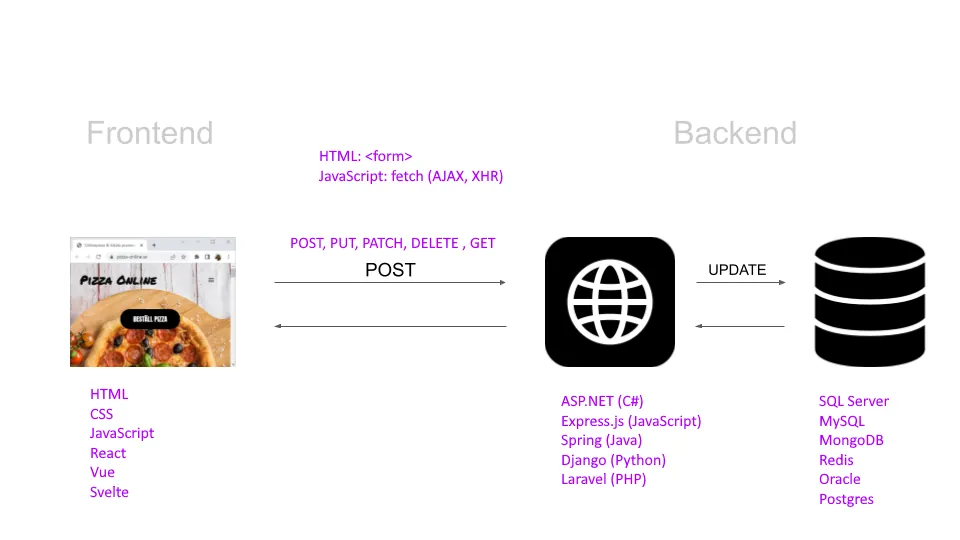 Frontend
Backend
HTML: <form>
JavaScript: fetch (AJAX, XHR)
POST, PUT, PATCH, DELETE , GET
POST
UPDATE
pizza-online.se
PIZZA ONLINE
BESTÄLL PIZZA
HTML
CSS
JavaScript
React
Vue
Svelte
ASP.NET (C#)
Express.js (JavaScript)
Spring (Java)
Django (Python)
Laravel (PHP)
SQL Server
MySQL
MongoDB
Redis
Oracle
Postgres